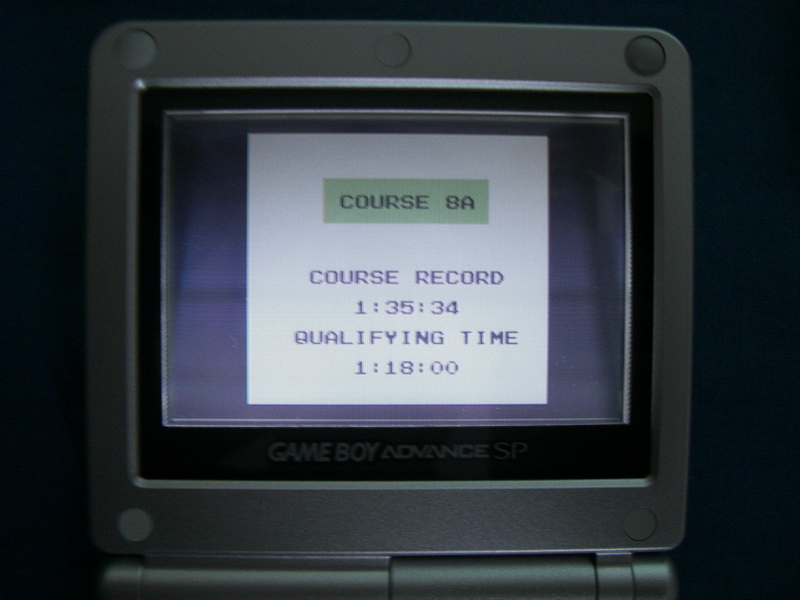 COURSE 8A
COURSE RECORD
1:35:34
QUALIFYING TIME
1:18:00
GAME BOY ADVANCE SP